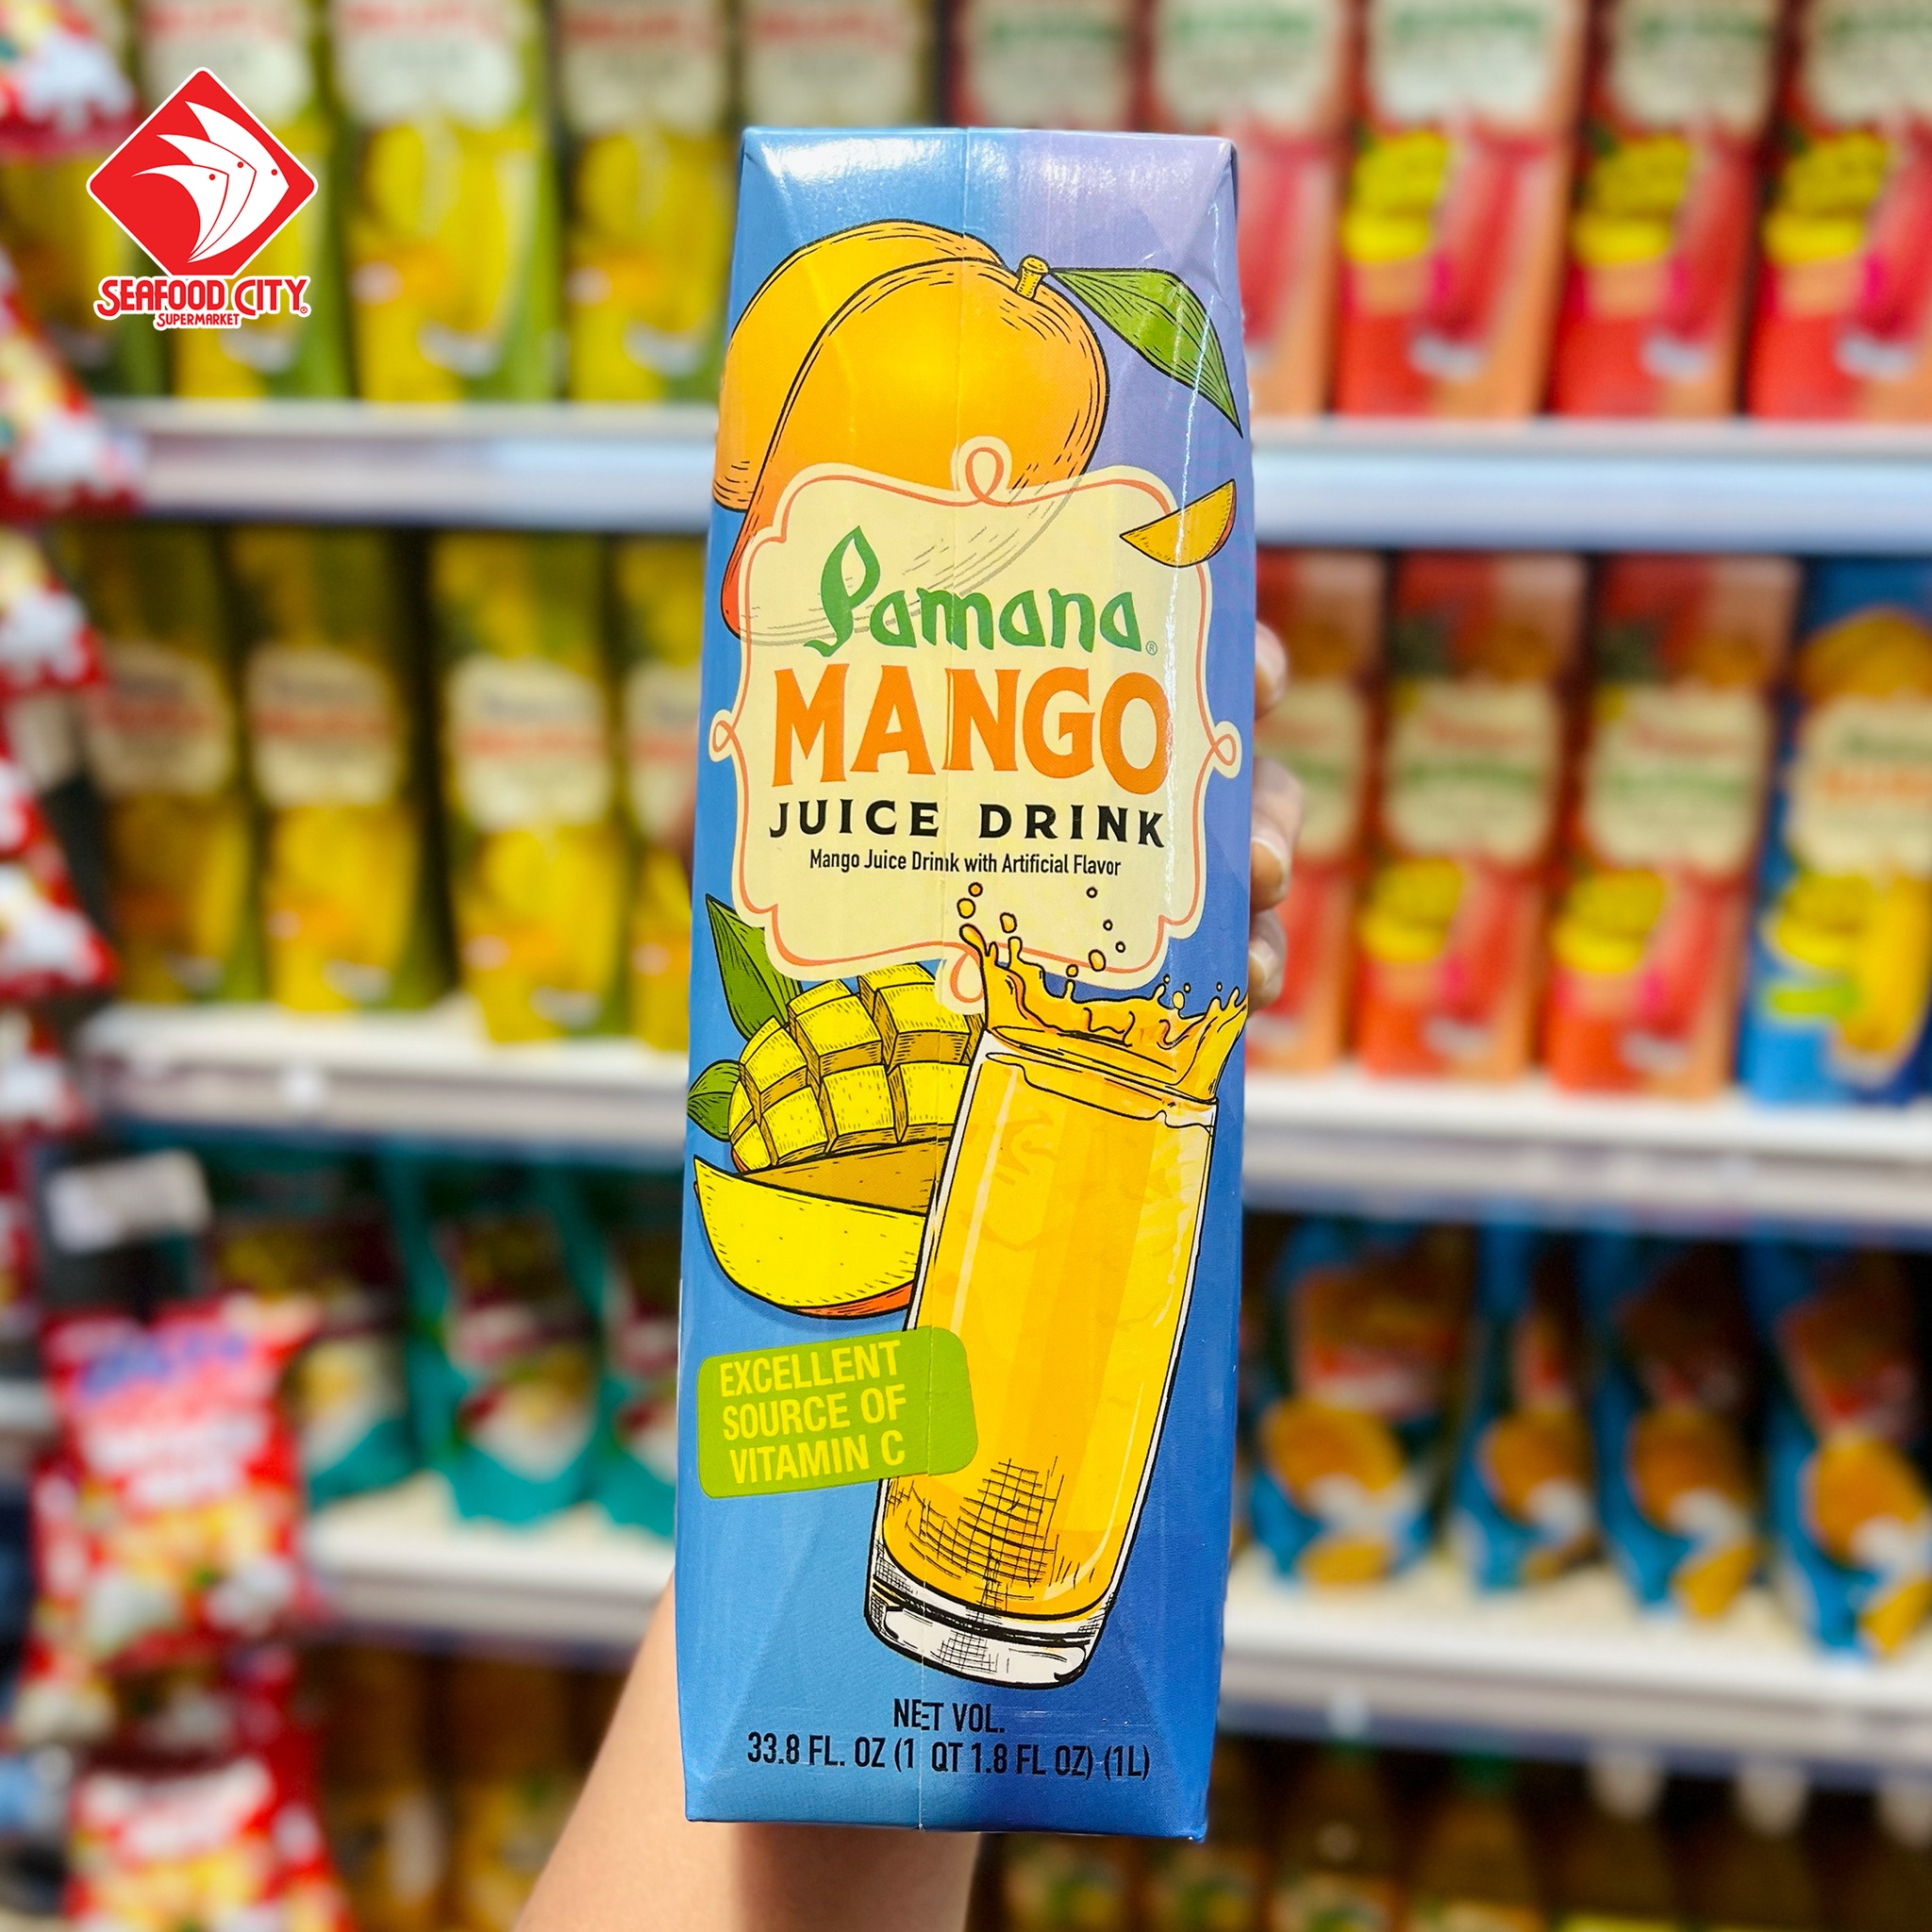 SEAFOOD CITY®
SUPERMARKET
Pamana®
MANGO
JUICE DRINK
Mango Juice Drink with Artificial Flavor
EXCELLENT
SOURCE OF
VITAMIN C
NET VOL.
33.8 FL. OZ (1 QT 1.8 FL OZ) (1L)